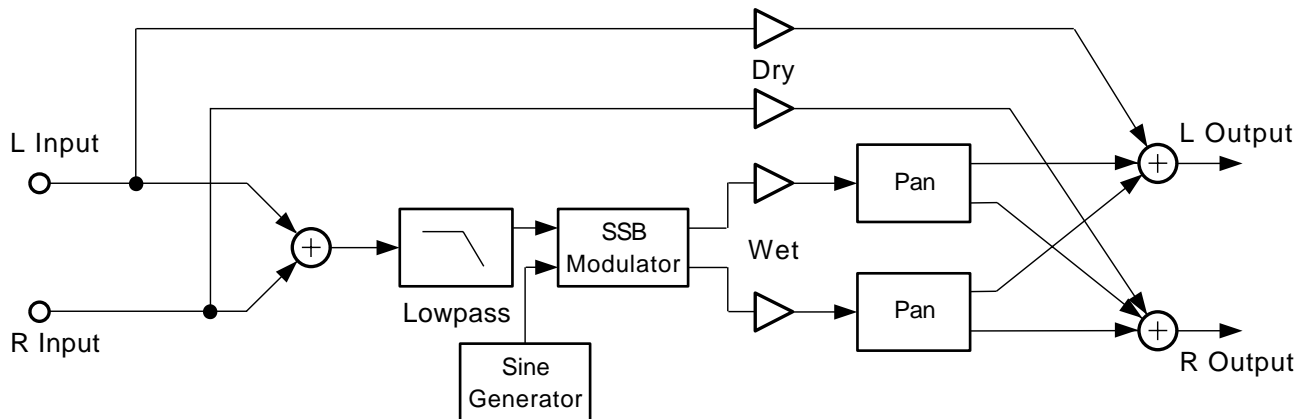 Dry
L Input
L Output
Pan
SSB
Modulator
Wet
Lowpass
Pan
R Input
R Output
Sine
Generator